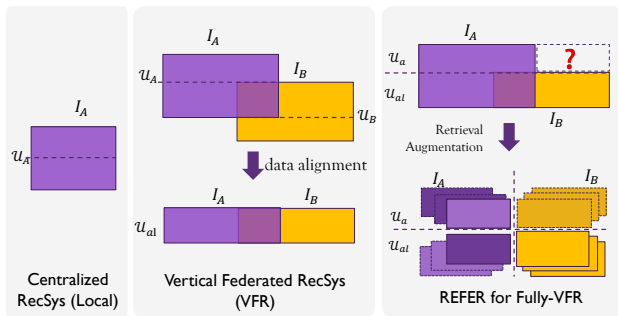 I_A
𝒰_A
Centralized
RecSys (Local)
I_A
I_B
𝒰_A
𝒰_B
data alignment
I_A
I_B
𝒰_al
Vertical Federated RecSys
(VFR)
I_A
𝒰_a
?
𝒰_al
I_B
Retrieval
Augmentation
I_A
I_B
𝒰_a
𝒰_al
REFER for Fully-VFR